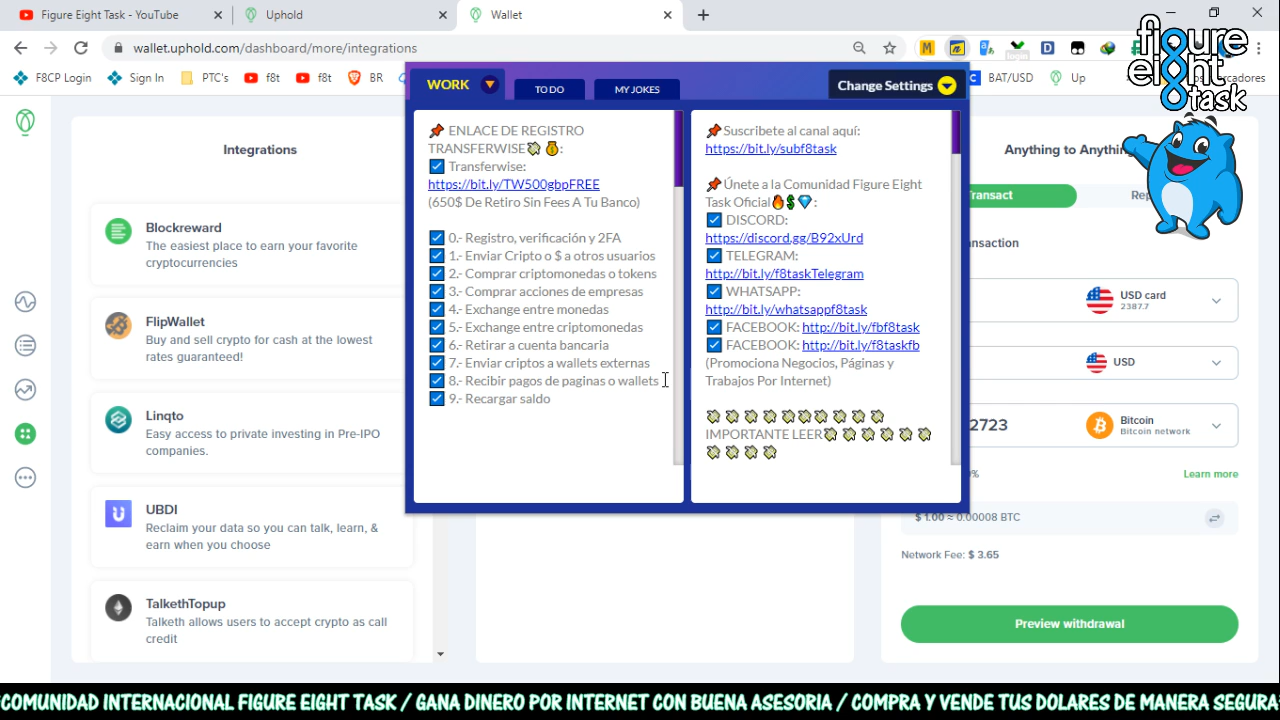 Figure Eight Task - YouTube
Uphold
Wallet
wallet.uphold.com/dashboard/more/integrations
F8CP Login
Sign In
PTC's
f8t
f8t
BR
BAT/USD
Up
figure
eight
task
WORK
TO DO
MY JOKES
Change Settings
📌 ENLACE DE REGISTRO
TRANSFERWISE💸 💰:
☑ Transferwise:
https://bit.ly/TW500gbpFREE
(650$ De Retiro Sin Fees A Tu Banco)
☑ 0.- Registro, verificación y 2FA
☑ 1.- Enviar Cripto o $ a otros usuarios
☑ 2.- Comprar criptomonedas o tokens
☑ 3.- Comprar acciones de empresas
☑ 4.- Exchange entre monedas
☑ 5.- Exchange entre criptomonedas
☑ 6.- Retirar a cuenta bancaria
☑ 7.- Enviar criptos a wallets externas
☑ 8.- Recibir pagos de paginas o wallets
☑ 9.- Recargar saldo
📌Suscribete al canal aquí:
https://bit.ly/subf8task
📌Únete a la Comunidad Figure Eight
Task Oficial🔥💲💎:
☑ DISCORD:
https://discord.gg/B92xUrd
☑ TELEGRAM:
http://bit.ly/f8taskTelegram
☑ WHATSAPP:
http://bit.ly/whatsappf8task
☑ FACEBOOK: http://bit.ly/fbf8task
☑ FACEBOOK: http://bit.ly/f8taskfb
(Promociona Negocios, Páginas y
Trabajos Por Internet)
💸 💸 💸 💸 💸 💸 💸 💸 💸 💸
IMPORTANTE LEER💸 💸 💸 💸 💸 💸
💸 💸 💸 💸
Integrations
Blockreward
The easiest place to earn your favorite
cryptocurrencies
FlipWallet
Buy and sell crypto for cash at the lowest
rates guaranteed!
Linqto
Easy access to private investing in Pre-IPO
companies.
UBDI
Reclaim your data so you can talk, learn, &
earn when you choose
TalkethTopup
Talketh allows users to accept crypto as call
credit
Anything to Anything
Transact
USD card
2387.7
USD
2723
Bitcoin
Bitcoin network
Learn more
$ 1.00 ≈ 0.00008 BTC
Network Fee: $ 3.65
Preview withdrawal
COMUNIDAD INTERNACIONAL FIGURE EIGHT TASK / GANA DINERO POR INTERNET CON BUENA ASESORIA / COMPRA Y VENDE TUS DOLARES DE MANERA SEGURA